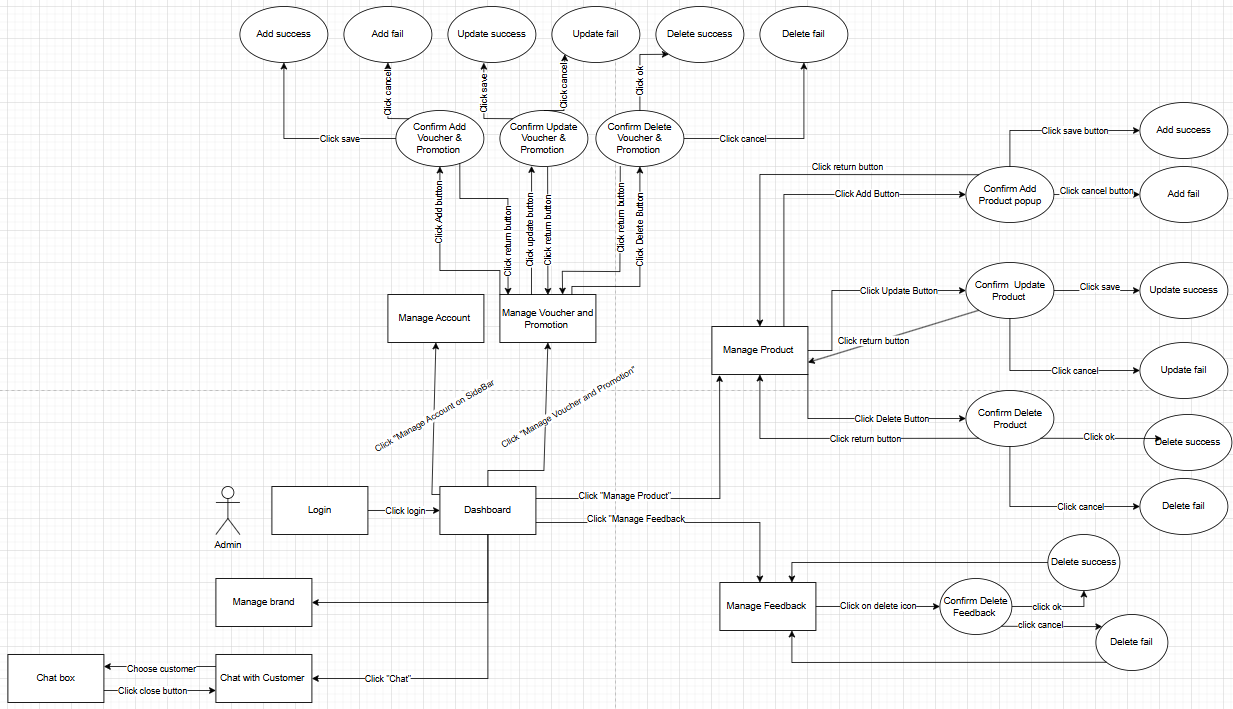 Add success
Add fail
Update success
Update fail
Delete success
Delete fail
Click cancel
Click save
Click cancel
Click ok
Click save
Confirm Add
Voucher &
Promotion
Confirm Update
Voucher &
Promotion
Confirm Delete
Voucher &
Promotion
Click cancel
Click Add button
Click return button
Click update button
Click return button
Click return button
Click Delete Button
Manage Account
Manage Voucher and
Promotion
Click return button
Click Add Button
Confirm Add
Product popup
Click save button
Add success
Click cancel button
Add fail
Click Update Button
Confirm  Update
Product
Click save
Update success
Manage Product
Click return button
Click cancel
Update fail
Click Delete Button
Click return button
Confirm Delete
Product
Click ok
Delete success
Click cancel
Delete fail
Click "Manage Account on SideBar
Click "Manage Voucher and Promotion"
Admin
Login
Click login
Dashboard
Click "Manage Product"
Click "Manage Feedback
Manage brand
Manage Feedback
Click on delete icon
Confirm Delete
Feedback
click ok
click cancel
Delete success
Delete fail
Chat box
Choose customer
Click close button
Chat with Customer
Click "Chat"